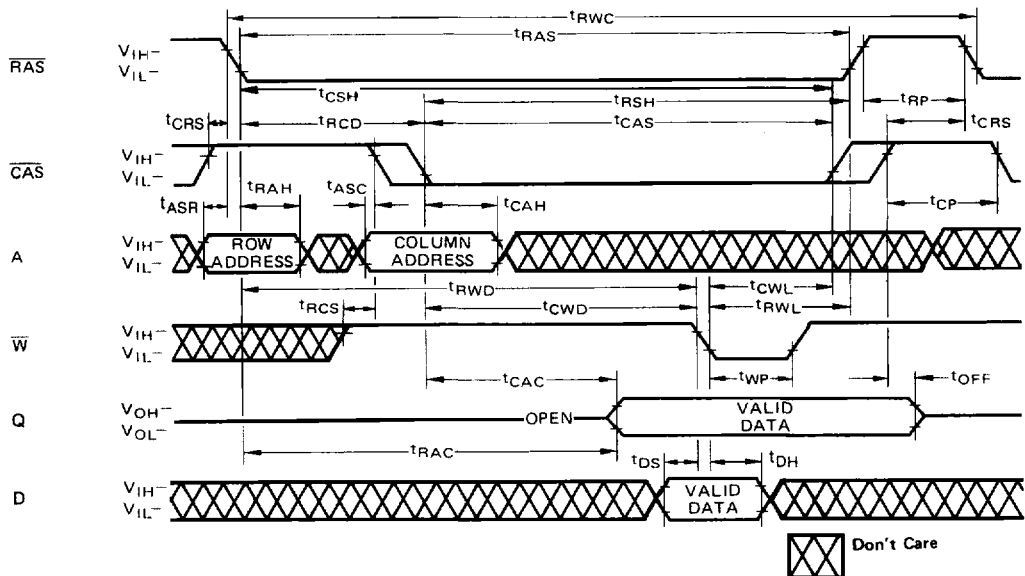 tRWC
tRAS
RAS
VIH–
VIL–
tCSH
tRSH
tRP
tCRS
tRCD
tCAS
tCRS
CAS
VIH–
VIL–
tASR
tRAH
tASC
tCAH
tCP
A
VIH–
VIL–
ROW
ADDRESS
COLUMN
ADDRESS
tRWD
tCWL
tRCS
tCWD
tRWL
W
VIH–
VIL–
tCAC
tWP
tOFF
Q
VOH–
VOL–
OPEN
VALID
DATA
tRAC
tDS
tDH
D
VIH–
VIL–
VALID
DATA
Don't Care